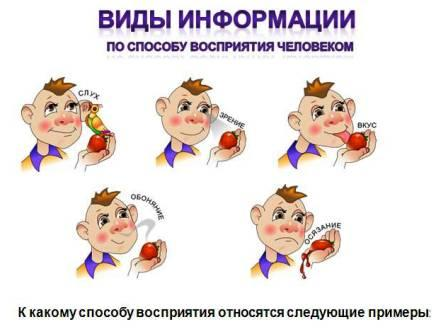 ВИДЫ ИНФОРМАЦИИ
ПО СПОСОБУ ВОСПРИЯТИЯ ЧЕЛОВЕКОМ
СЛУХ
ЗРЕНИЕ
ВКУС
ОБОНЯНИЕ
ОСЯЗАНИЕ
К какому способу восприятия относятся следующие примеры: